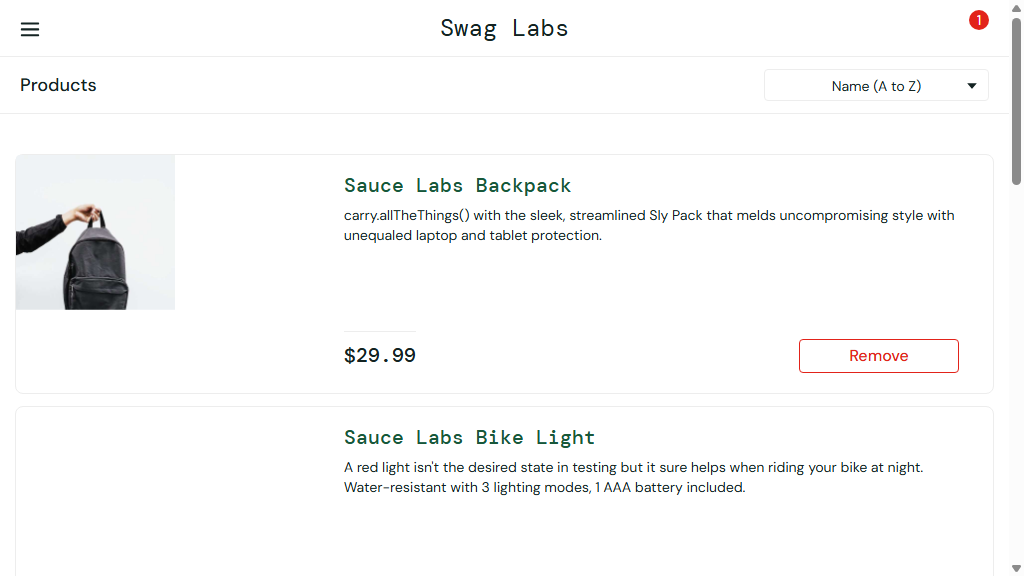 Swag Labs
1
Products
Name (A to Z)
Sauce Labs Backpack
carry.allTheThings() with the sleek, streamlined Sly Pack that melds uncompromising style with
unequaled laptop and tablet protection.
$29.99
Remove
Sauce Labs Bike Light
A red light isn't the desired state in testing but it sure helps when riding your bike at night.
Water-resistant with 3 lighting modes, 1 AAA battery included.